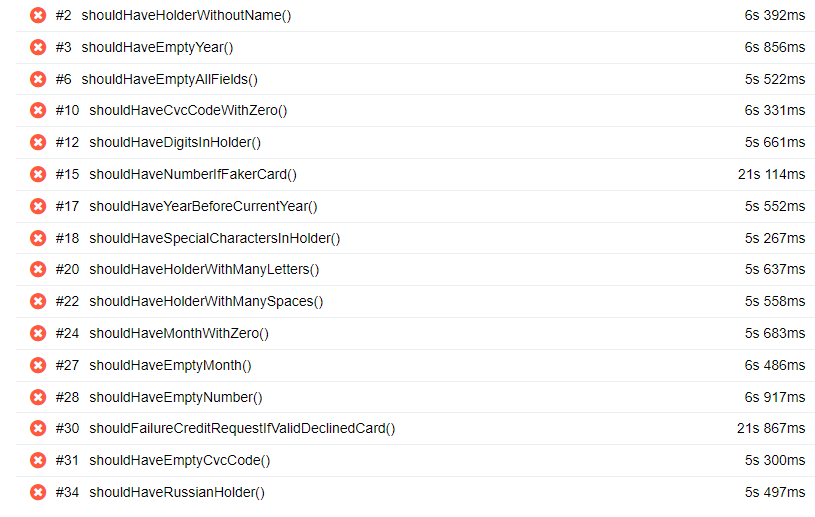 #2 shouldHaveHolderWithoutName() 6s 392ms
#3 shouldHaveEmptyYear() 6s 856ms
#6 shouldHaveEmptyAllFields() 5s 522ms
#10 shouldHaveCvcCodeWithZero() 6s 331ms
#12 shouldHaveDigitsInHolder() 5s 661ms
#15 shouldHaveNumberIfFakerCard() 21s 114ms
#17 shouldHaveYearBeforeCurrentYear() 5s 552ms
#18 shouldHaveSpecialCharactersInHolder() 5s 267ms
#20 shouldHaveHolderWithManyLetters() 5s 637ms
#22 shouldHaveHolderWithManySpaces() 5s 558ms
#24 shouldHaveMonthWithZero() 5s 683ms
#27 shouldHaveEmptyMonth() 6s 486ms
#28 shouldHaveEmptyNumber() 6s 917ms
#30 shouldFailureCreditRequestIfValidDeclinedCard() 21s 867ms
#31 shouldHaveEmptyCvcCode() 5s 300ms
#34 shouldHaveRussianHolder() 5s 497ms